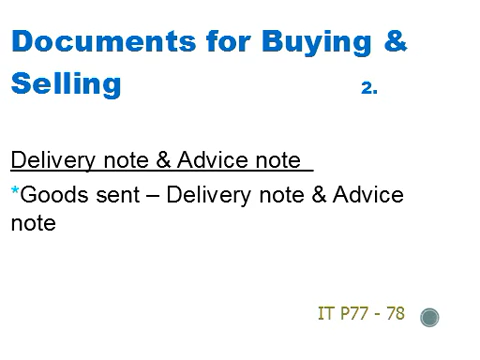 Documents for Buying &
Selling 2.
Delivery note & Advice note
*Goods sent – Delivery note & Advice
note
IT P77 - 78